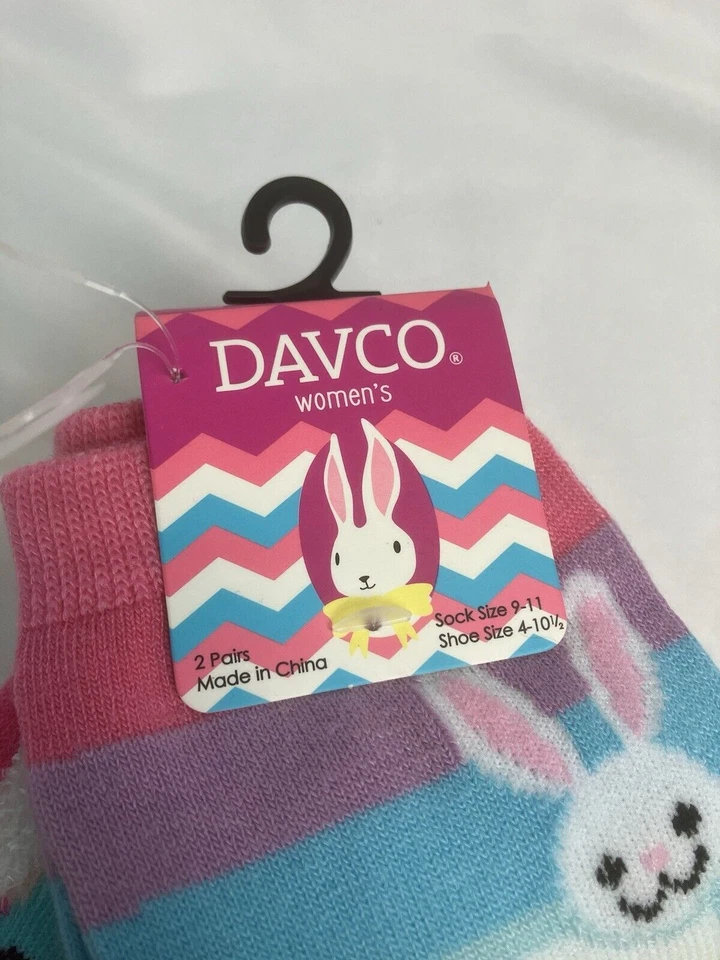 DAVCO®
women's
2 Pairs
Made in China
Sock Size 9-11
Shoe Size 4-10½